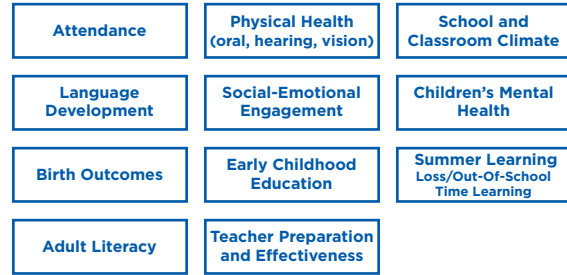 Attendance
Physical Health
(oral, hearing, vision)
School and
Classroom Climate
Language
Development
Social-Emotional
Engagement
Children's Mental
Health
Birth Outcomes
Early Childhood
Education
Summer Learning
Loss/Out-Of-School
Time Learning
Adult Literacy
Teacher Preparation
and Effectiveness